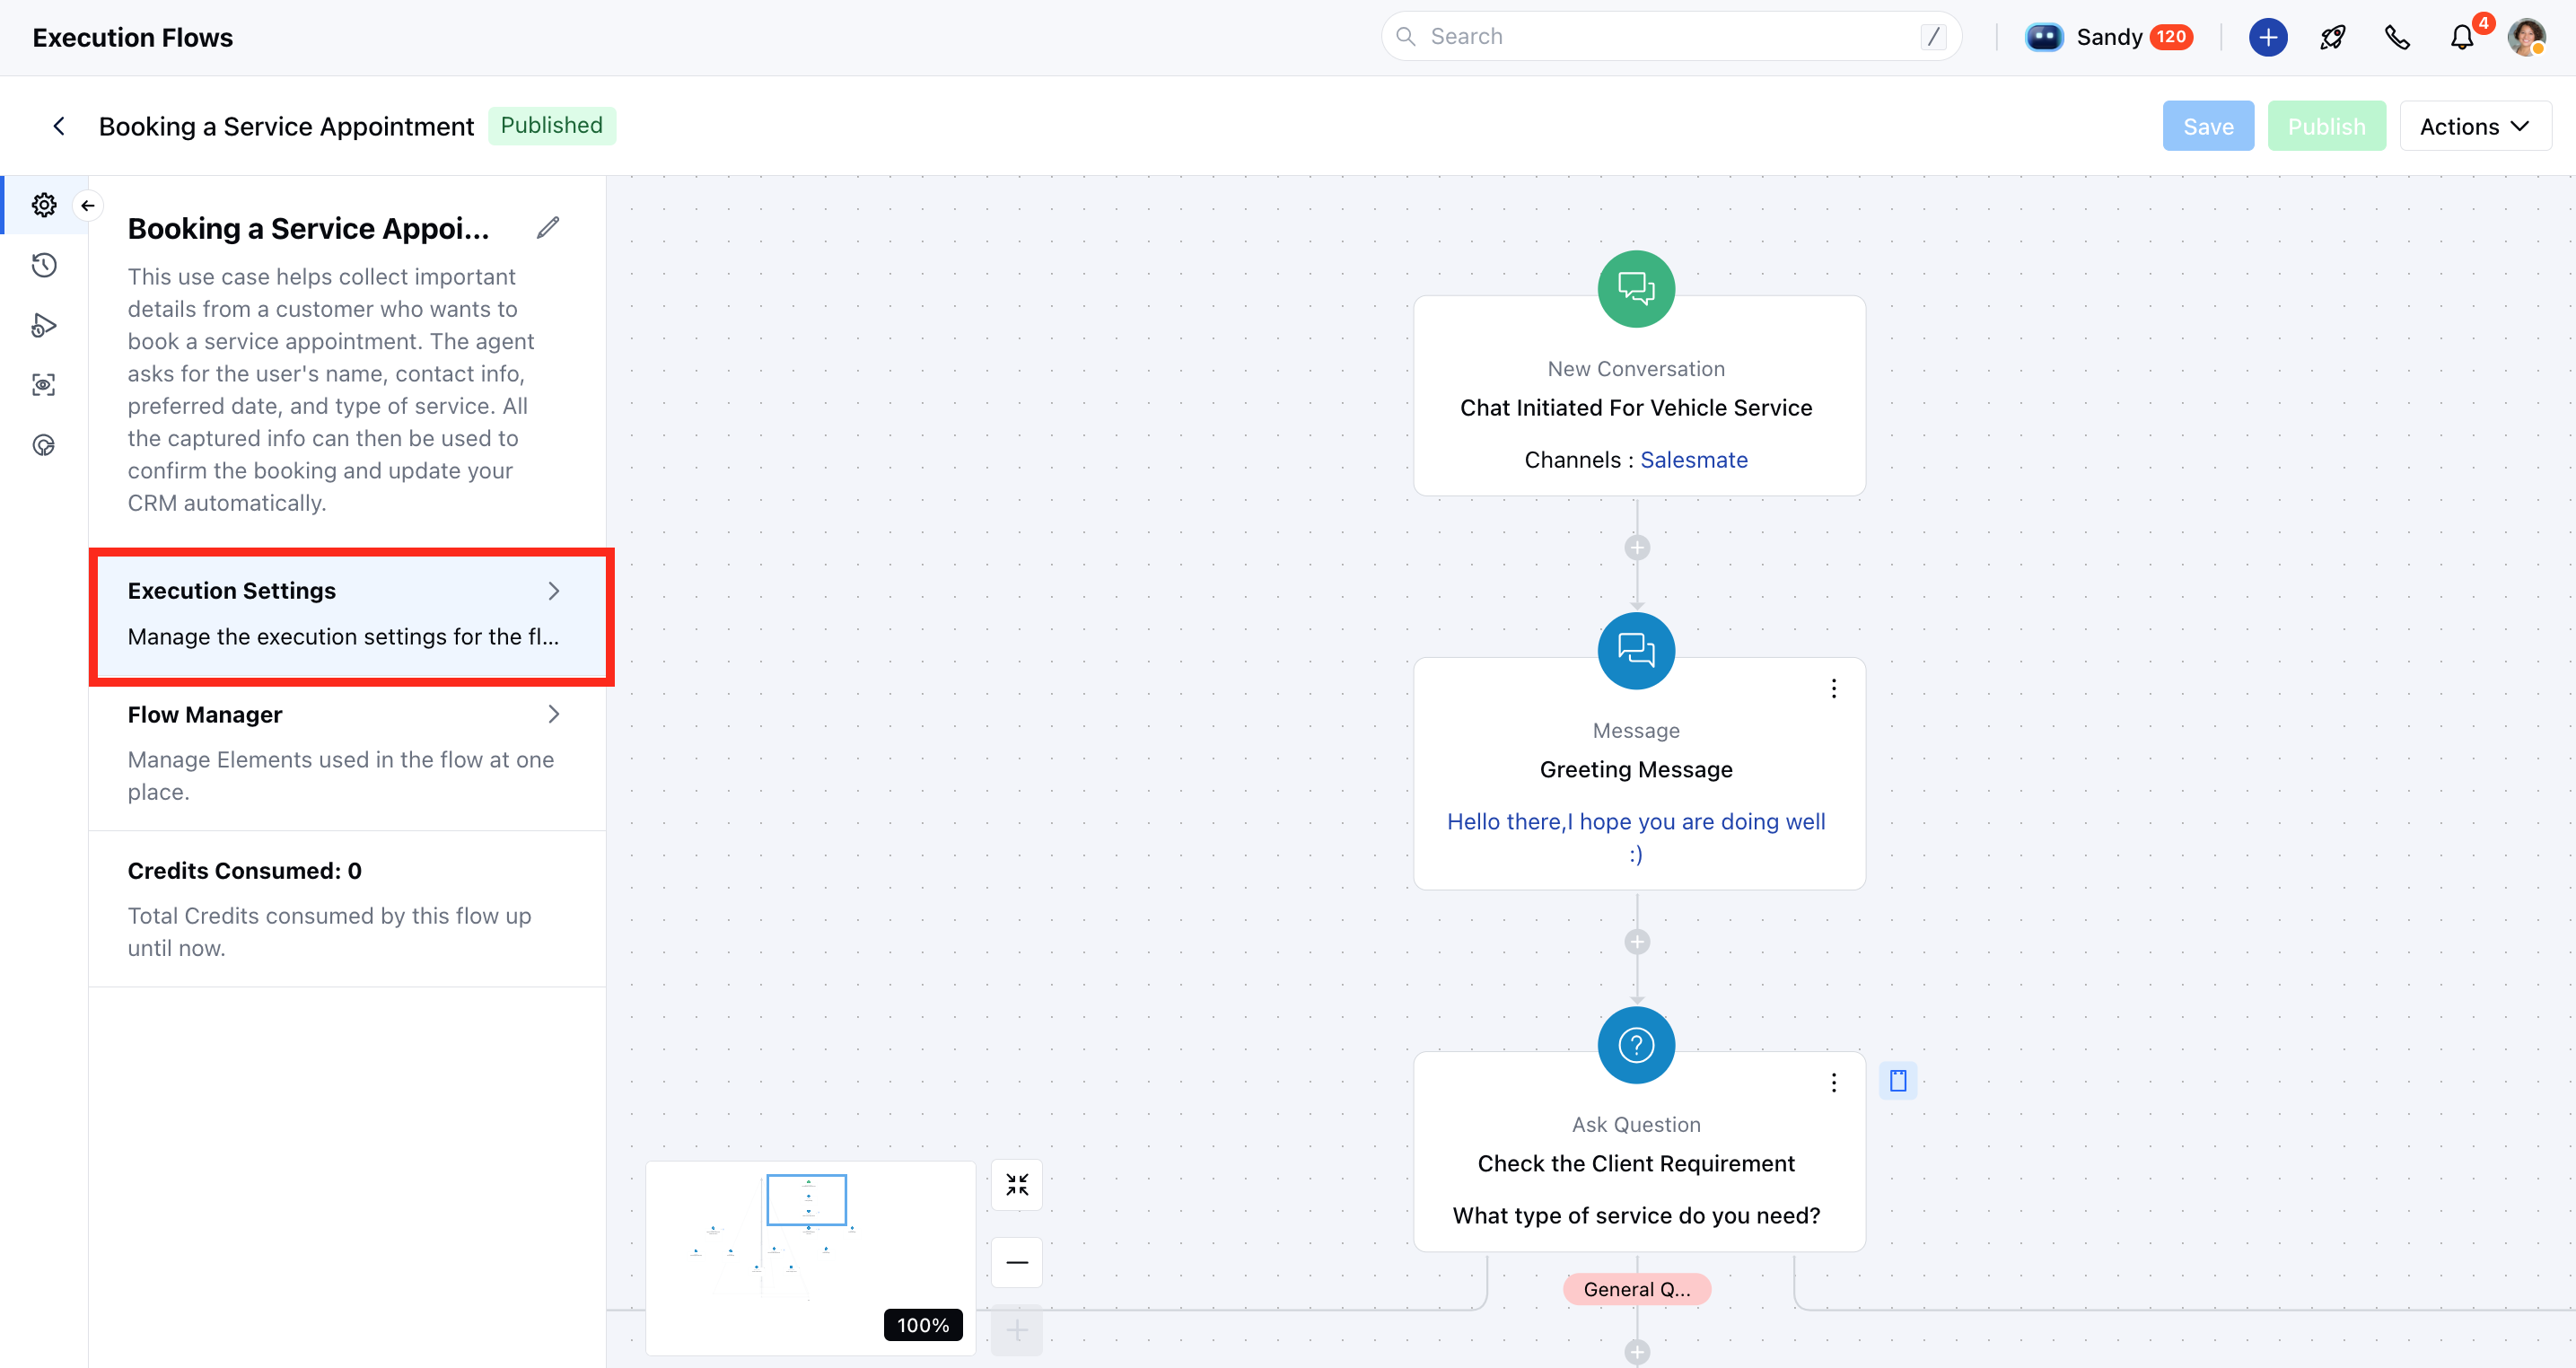 Execution Flows
Search
/
Sandy 120
4
Booking a Service Appointment
Published
Save
Publish
Actions
Booking a Service Appoi...
This use case helps collect important
details from a customer who wants to
book a service appointment. The agent
asks for the user's name, contact info,
preferred date, and type of service. All
the captured info can then be used to
confirm the booking and update your
CRM automatically.
Execution Settings
Manage the execution settings for the fl...
Flow Manager
Manage Elements used in the flow at one
place.
Credits Consumed: 0
Total Credits consumed by this flow up
until now.
New Conversation
Chat Initiated For Vehicle Service
Channels : Salesmate
Message
Greeting Message
Hello there,I hope you are doing well
:)
Ask Question
Check the Client Requirement
What type of service do you need?
General Q...
100%